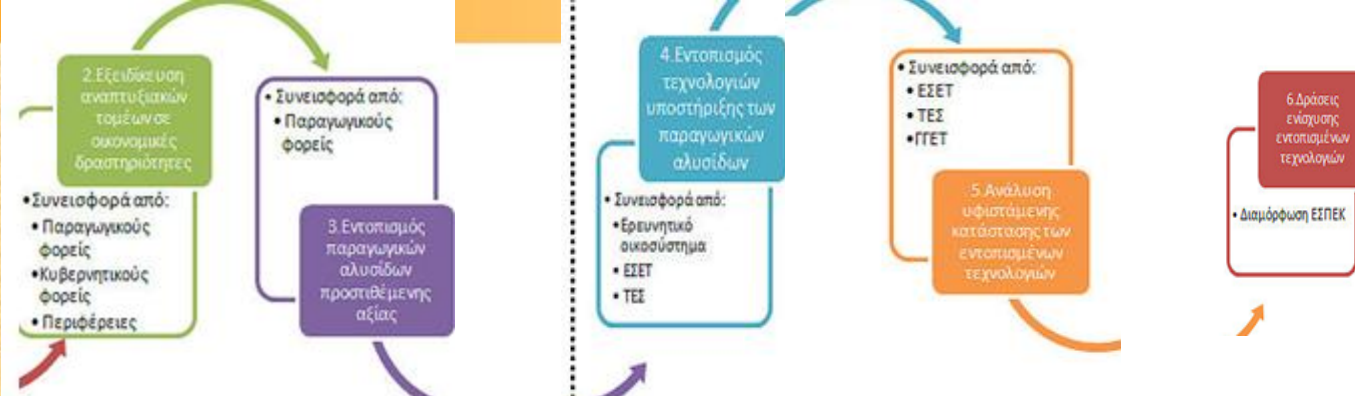 2.Εξειδίκευση
αναπτυξιακών
τομέων σε
οικονομικές
δραστηριότητες
•Συνεισφορά από:
• Παραγωγικούς
φορείς
•Κυβερνητικούς
φορείς
• Περιφέρειες
• Συνεισφορά από:
• Παραγωγικούς
φορείς
3.Εντοπισμός
παραγωγικών
αλυσίδων
προστιθέμενης
αξίας
4.Εντοπισμός
τεχνολογιών
υποστήριξης των
παραγωγικών
αλυσίδων
• Συνεισφορά από:
•Ερευνητικό
οικοσύστημα
• ΕΣΕΤ
• ΤΕΣ
• Συνεισφορά από:
• ΕΣΕΤ
• ΤΕΣ
•ΓΓΕΤ
5.Ανάλυση
υφιστάμενης
κατάστασης των
εντοπισμένων
τεχνολογιών
6.Δράσεις
ενίσχυσης
εντοπισμένων
τεχνολογιών
• Διαμόρφωση ΕΣΠΕΚ